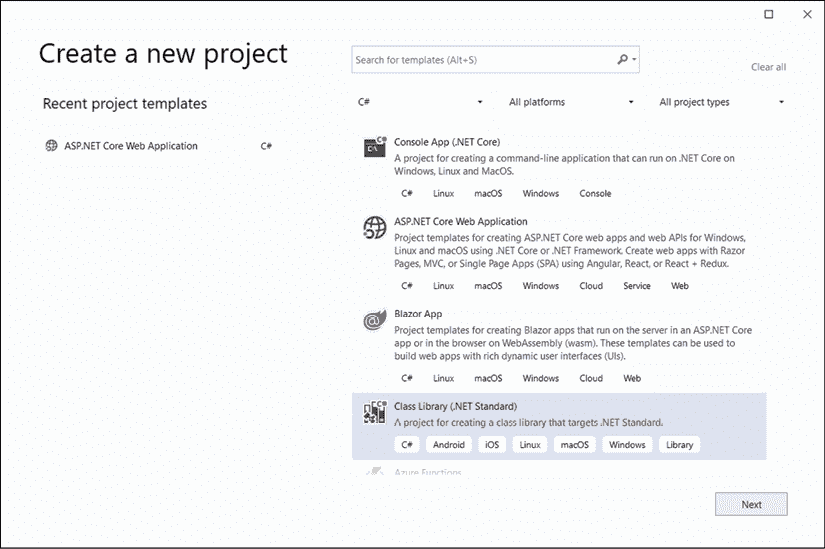 Create a new project
Recent project templates
ASP.NET Core Web Application C#
Search for templates (Alt+S)
Clear all
C# All platforms All project types
Console App (.NET Core)
A project for creating a command-line application that can run on .NET Core on
Windows, Linux and MacOS.
C# Linux macOS Windows Console
ASP.NET Core Web Application
Project templates for creating ASP.NET Core web apps and web APIs for Windows,
Linux and macOS using .NET Core or .NET Framework. Create web apps with Razor
Pages, MVC, or Single Page Apps (SPA) using Angular, React, or React + Redux.
C# Linux macOS Windows Cloud Service Web
Blazor App
Project templates for creating Blazor apps that run on the server in an ASP.NET Core
app or in the browser on WebAssembly (wasm). These templates can be used to
build web apps with rich dynamic user interfaces (UIs).
C# Linux macOS Windows Cloud Web
Class Library (.NET Standard)
A project for creating a class library that targets .NET Standard.
C# Android iOS Linux macOS Windows Library
Azure Functions
Next